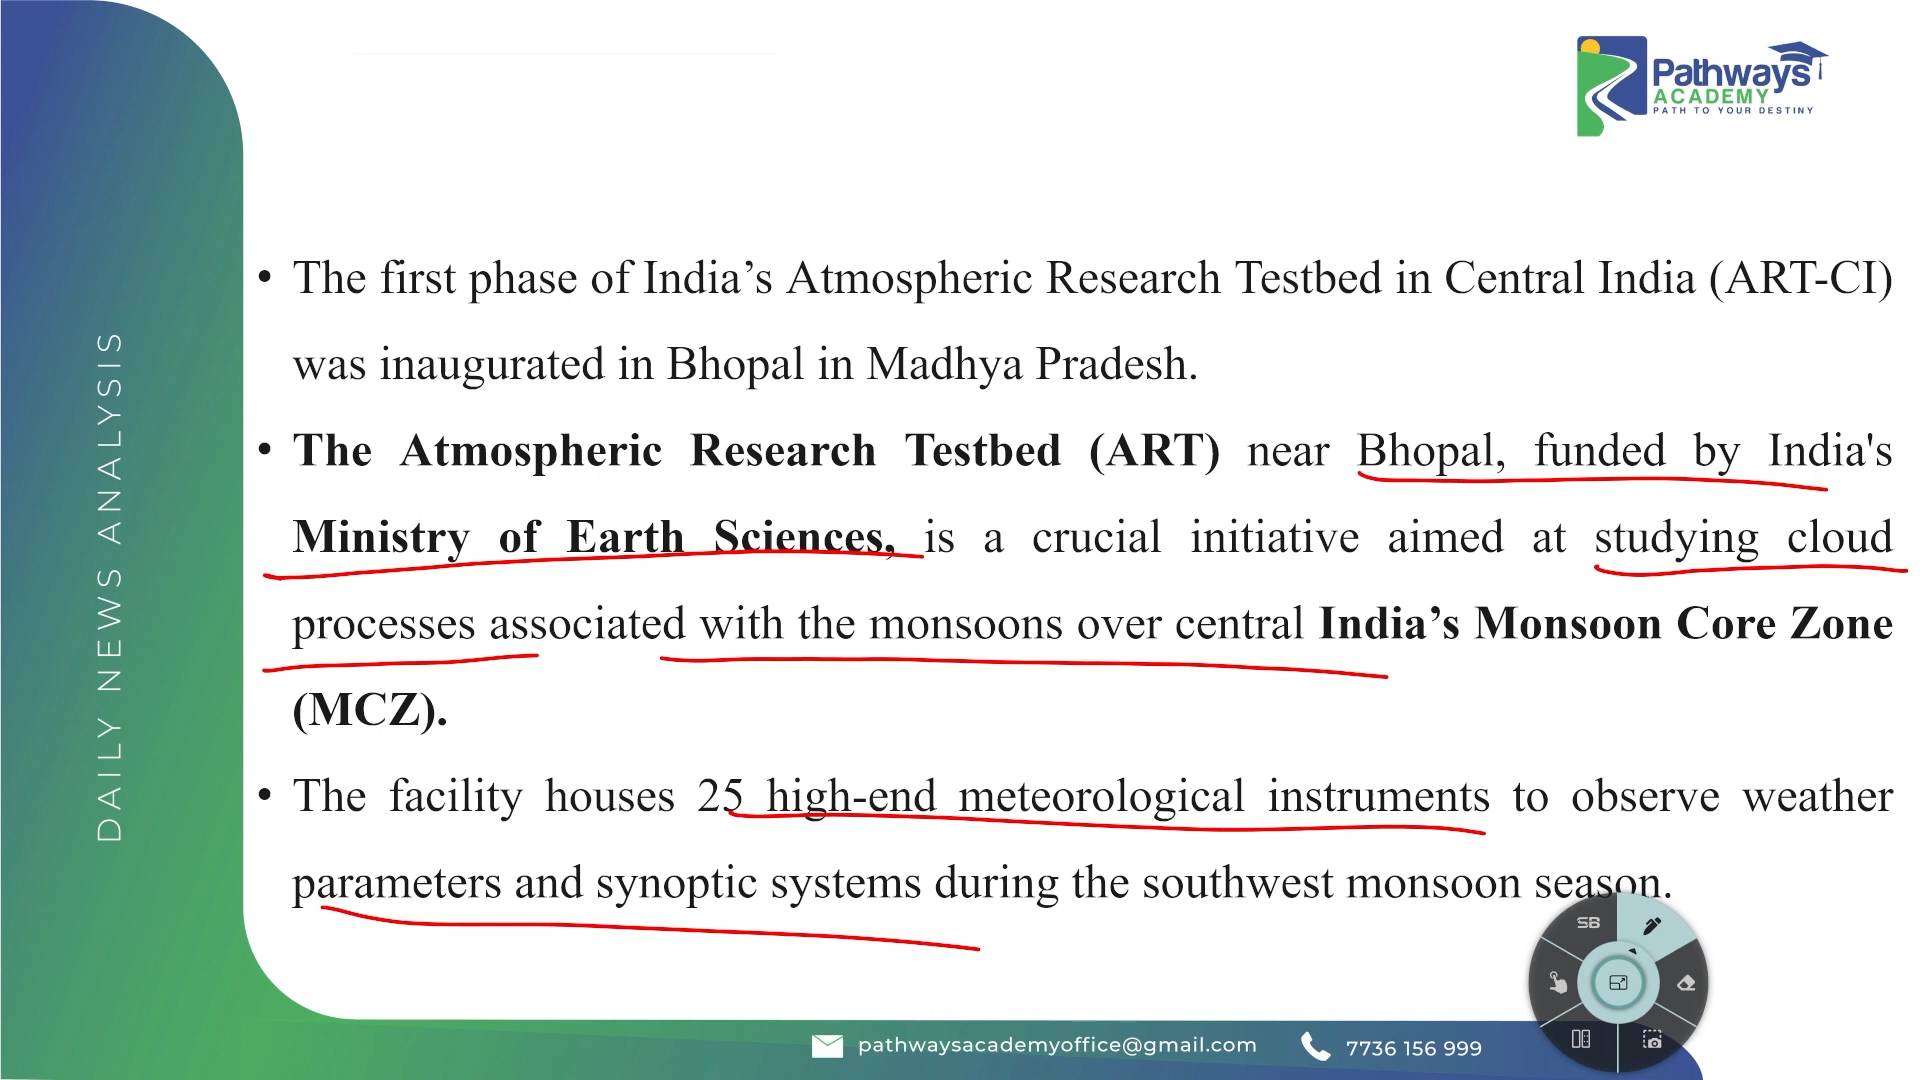 Pathways
ACADEMY
PATH TO YOUR DESTINY
DAILY NEWS ANALYSIS
• The first phase of India’s Atmospheric Research Testbed in Central India (ART-CI)
was inaugurated in Bhopal in Madhya Pradesh.
• The Atmospheric Research Testbed (ART) near Bhopal, funded by India's
Ministry of Earth Sciences, is a crucial initiative aimed at studying cloud
processes associated with the monsoons over central India’s Monsoon Core Zone
(MCZ).
• The facility houses 25 high-end meteorological instruments to observe weather
parameters and synoptic systems during the southwest monsoon season.
SB
pathwaysacademyoffice@gmail.com
7736 156 999